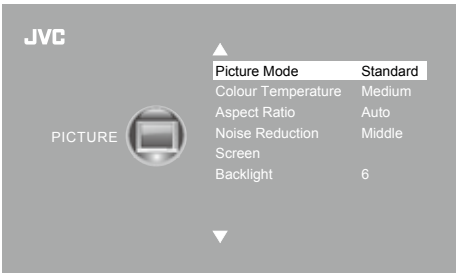 JVC
PICTURE
Picture Mode Standard
Colour Temperature Medium
Aspect Ratio Auto
Noise Reduction Middle
Screen
Backlight 6